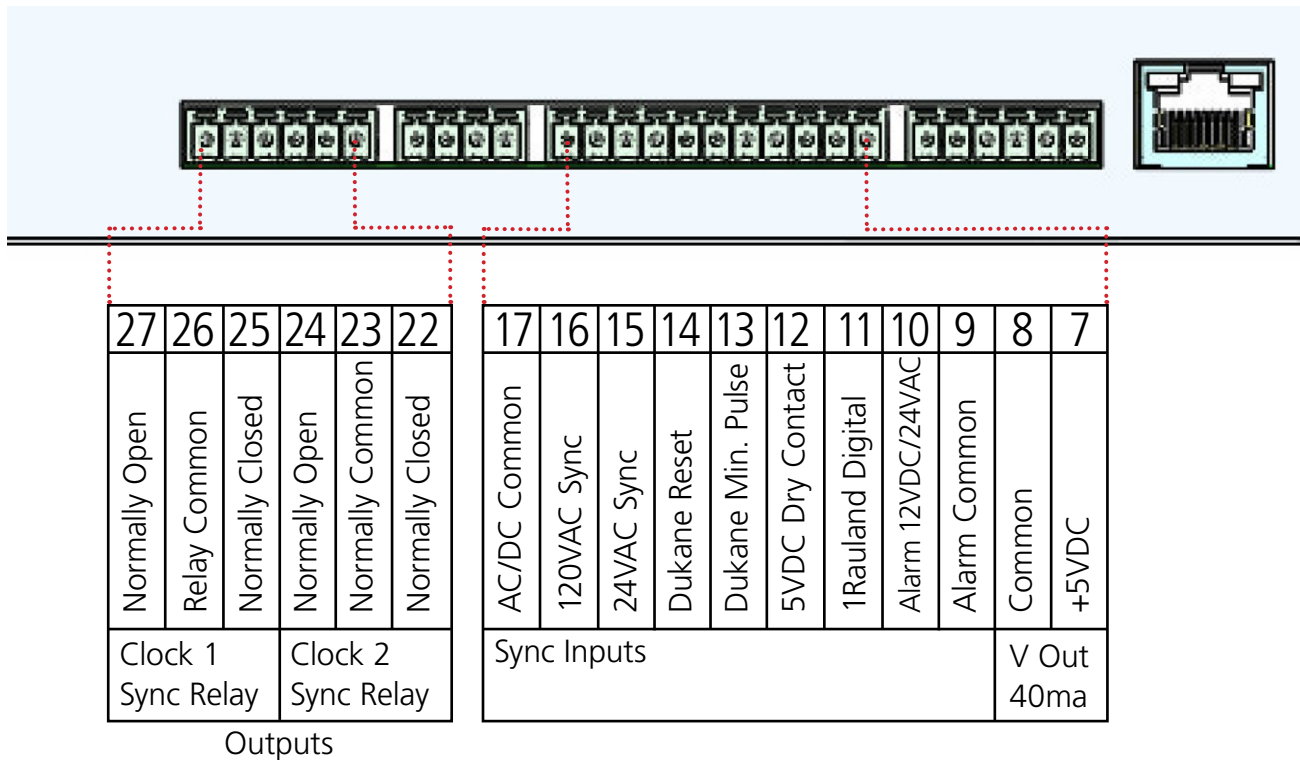 27 26 25 24 23 22
Normally Open
Relay Common
Normally Closed
Normally Open
Normally Common
Normally Closed
Clock 1
Sync Relay
Clock 2
Sync Relay
Outputs
17 16 15 14 13 12 11 10 9 8 7
AC/DC Common
120VAC Sync
24VAC Sync
Dukane Reset
Dukane Min. Pulse
5VDC Dry Contact
1Rauland Digital
Alarm 12VDC/24VAC
Alarm Common
Common
+5VDC
Sync Inputs
V Out
40ma